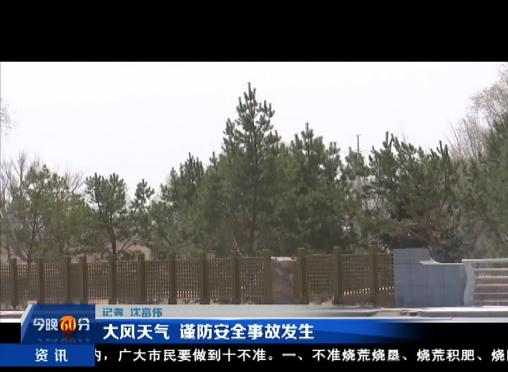 记者 沈富伟
今晚60分 大风天气 谨防安全事故发生
资讯 内，广大市民要做到十不准。一、不准烧荒烧垦、烧荒积肥、烧